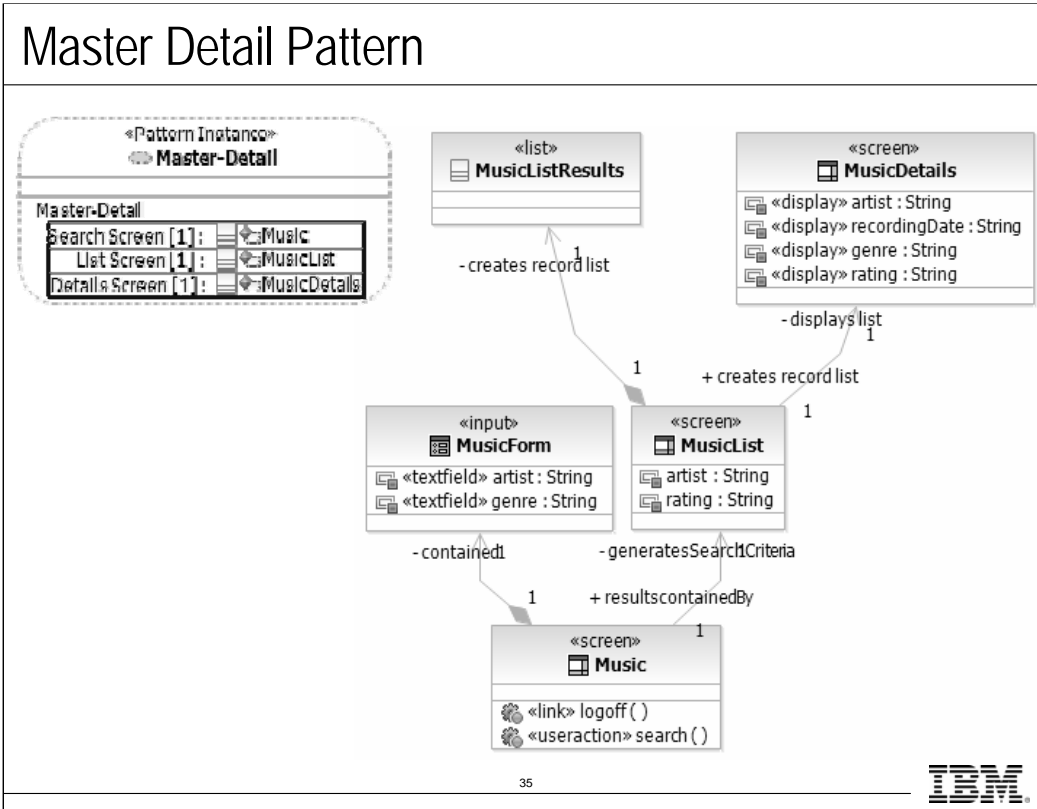 Master Detail Pattern
«Pattern Instance»
Master-Detail
Master-Detail
Search Screen [1] : Music
List Screen [1] : MusicList
Details Screen [1] : MusicDetails
«list»
MusicListResults
«screen»
MusicDetails
«display» artist : String
«display» recordingDate : String
«display» genre : String
«display» rating : String
1
- creates record list
- displays list
1
1
+ creates record list
1
«input»
MusicForm
«textfield» artist : String
«textfield» genre : String
«screen»
MusicList
artist : String
rating : String
- contained 1
- generatesSearchCriteria 1
1
+ resultscontainedBy
1
«screen»
Music
«link» logoff ( )
«useraction» search ( )
35
IBM